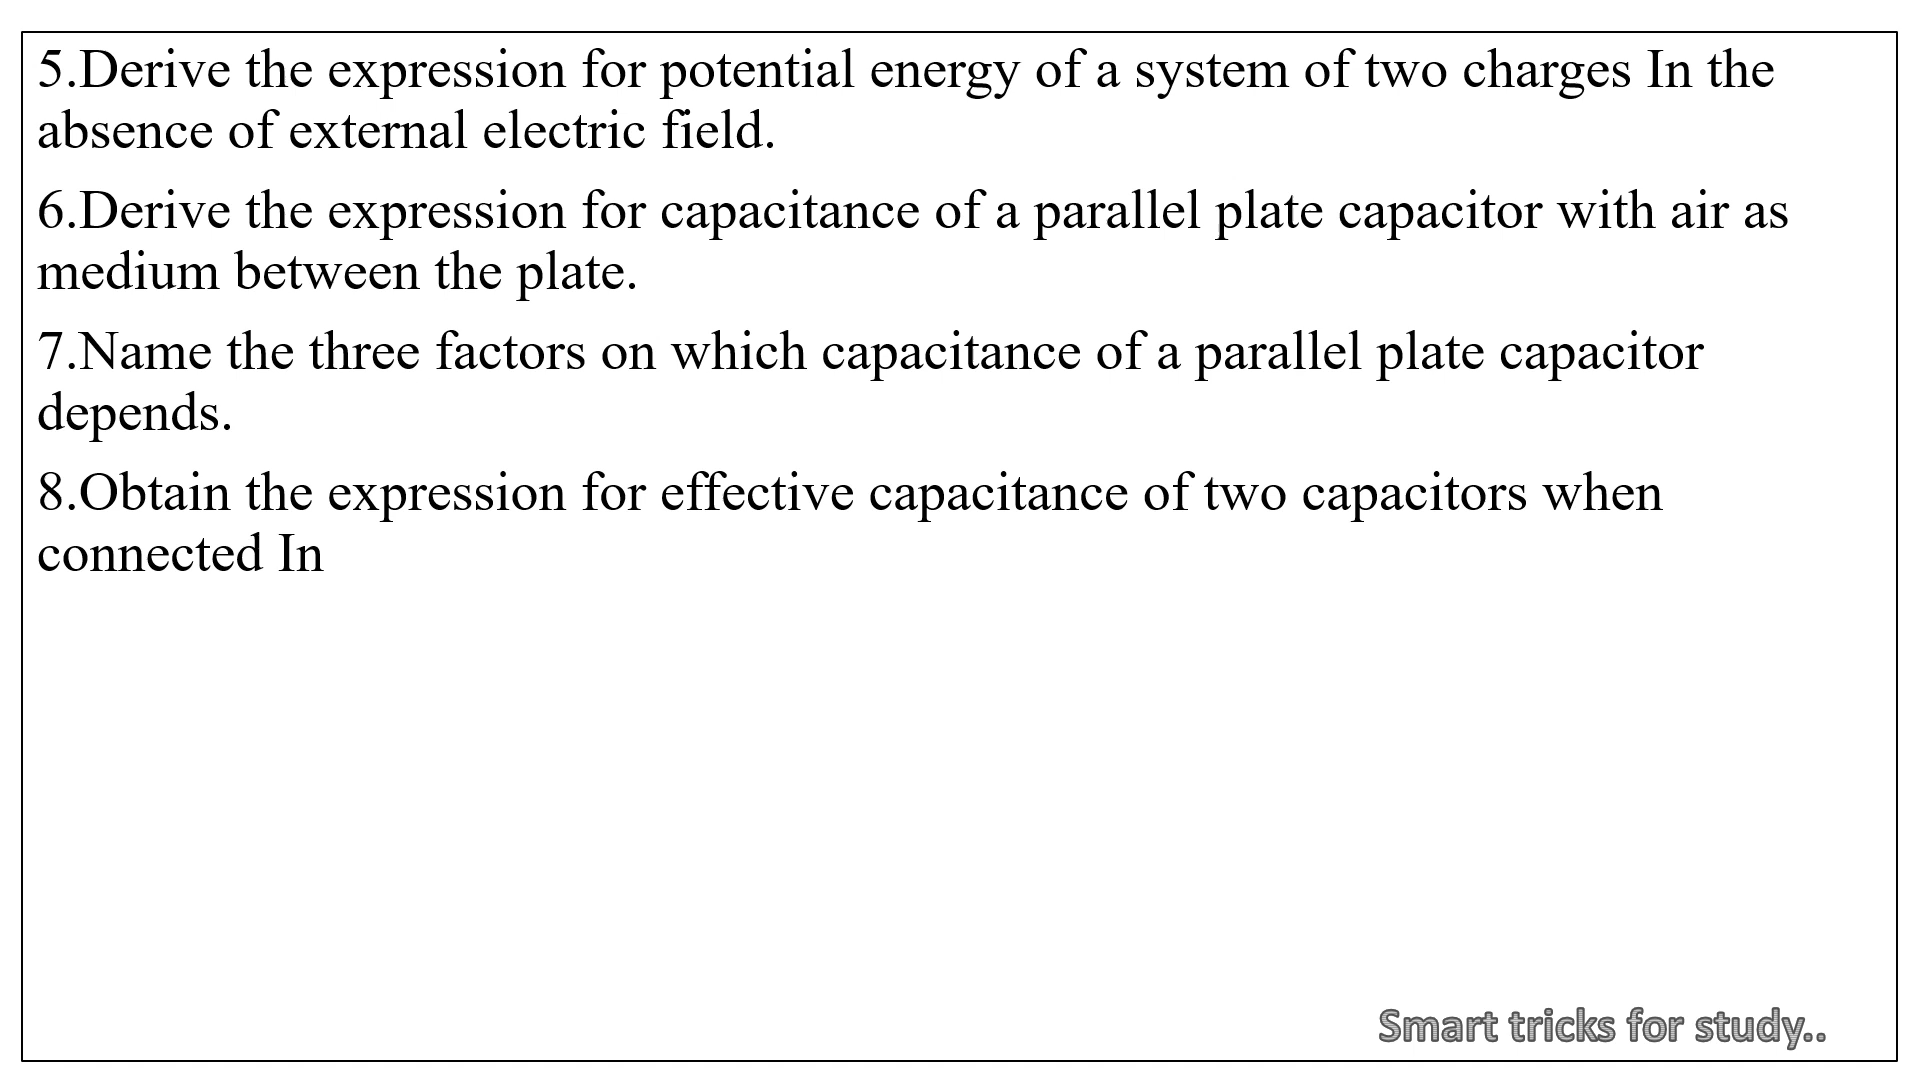 5.Derive the expression for potential energy of a system of two charges In the
absence of external electric field.
6.Derive the expression for capacitance of a parallel plate capacitor with air as
medium between the plate.
7.Name the three factors on which capacitance of a parallel plate capacitor
depends.
8.Obtain the expression for effective capacitance of two capacitors when
connected In
Smart tricks for study..